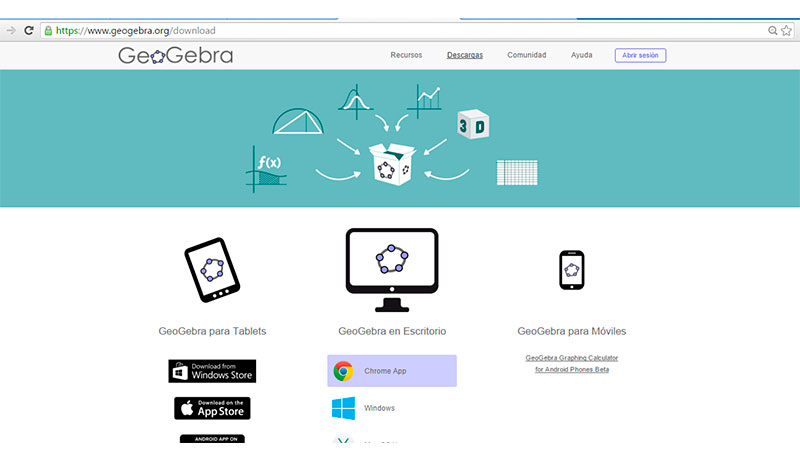 https://www.geogebra.org/download
GeoGebra
Recursos
Descargas
Comunidad
Ayuda
Abrir sesión
f(x)
3 D
GeoGebra para Tablets
GeoGebra en Escritorio
GeoGebra para Móviles
Download from
Windows Store
Download on the
App Store
ANDROID APP ON
Chrome App
Windows
GeoGebra Graphing Calculator
for Android Phones Beta